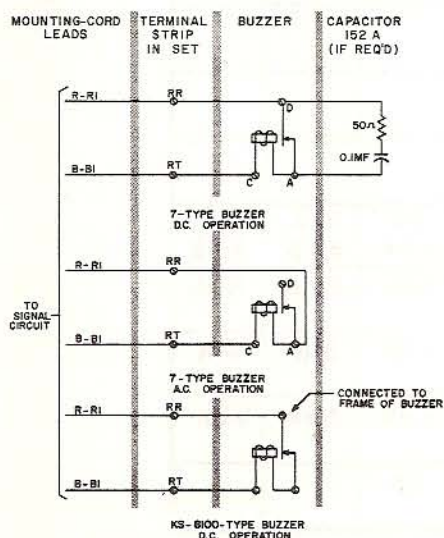 MOUNTING-CORD LEADS
TERMINAL STRIP IN SET
BUZZER
CAPACITOR 152 A (IF REQ'D)
R-R1
RR
D
50Ω
0.1MF
B-B1
RT
C
A
7-TYPE BUZZER
D.C. OPERATION
R-R1
RR
D
TO SIGNAL CIRCUIT
B-B1
RT
C
A
7-TYPE BUZZER
A.C. OPERATION
R-R1
RR
CONNECTED TO
FRAME OF BUZZER
B-B1
RT
KS-8100-TYPE BUZZER
D.C. OPERATION